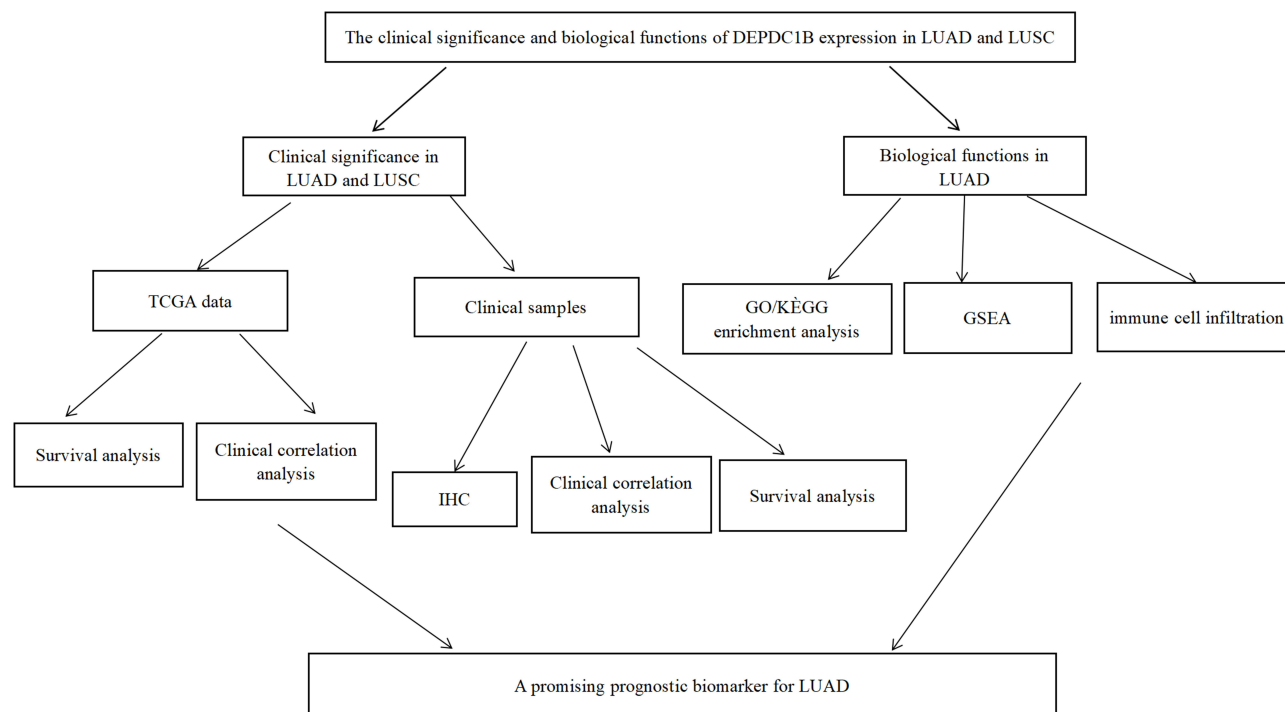 The clinical significance and biological functions of DEPDC1B expression in LUAD and LUSC
Clinical significance in
LUAD and LUSC
Biological functions in
LUAD
TCGA data
Clinical samples
GO/KÈGG
enrichment analysis
GSEA
immune cell infiltration
Survival analysis
Clinical correlation
analysis
IHC
Clinical correlation
analysis
Survival analysis
A promising prognostic biomarker for LUAD